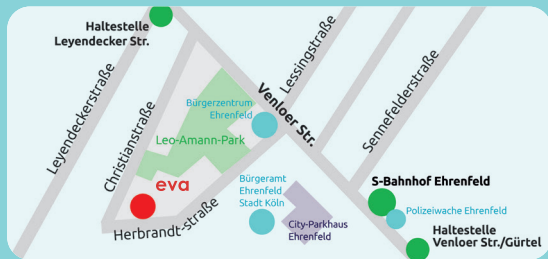 Haltestelle
Leyendecker Str.
Leyendeckerstraße
Christianstraße
Bürgerzentrum
Ehrenfeld
Leo-Amann-Park
Venloer Str.
Lessingstraße
Sennefelderstraße
eva
Herbrandt-straße
Bürgeramt
Ehrenfeld
Stadt Köln
City-Parkhaus
Ehrenfeld
S-Bahnhof Ehrenfeld
Polizeiwache Ehrenfeld
Haltestelle
Venloer Str./Gürtel